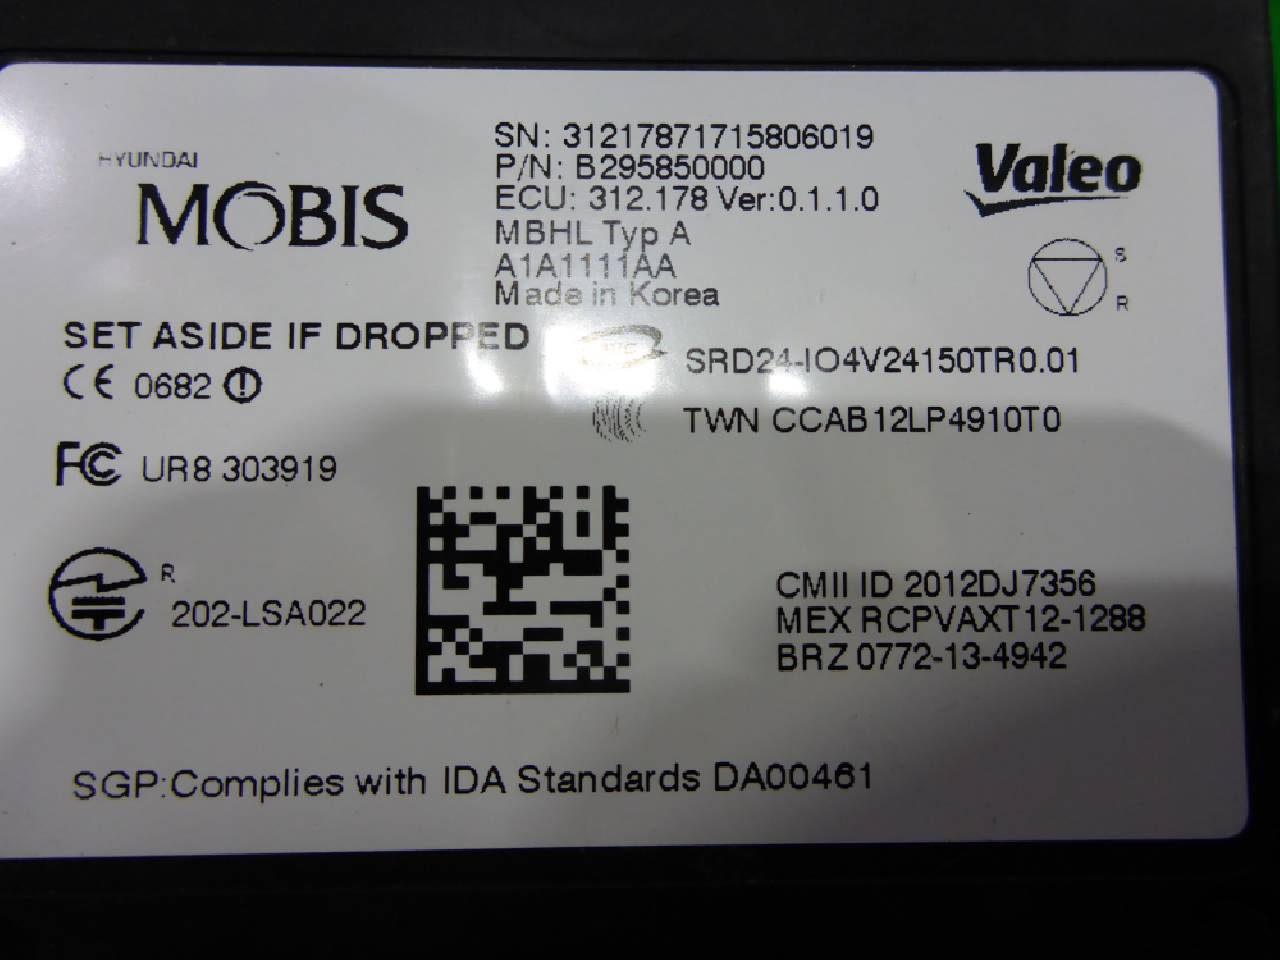 HYUNDAI
MOBIS
SN: 31217871715806019
P/N: B295850000
ECU: 312.178 Ver:0.1.1.0
MBHL Typ A
A1A1111AA
Made in Korea
Valeo
S
R
SET ASIDE IF DROPPED
CE 0682
SRD24-IO4V24150TR0.01
TWN CCAB12LP4910T0
FC UR8 303919
R
202-LSA022
CMII ID 2012DJ7356
MEX RCPVAXT12-1288
BRZ 0772-13-4942
SGP:Complies with IDA Standards DA00461